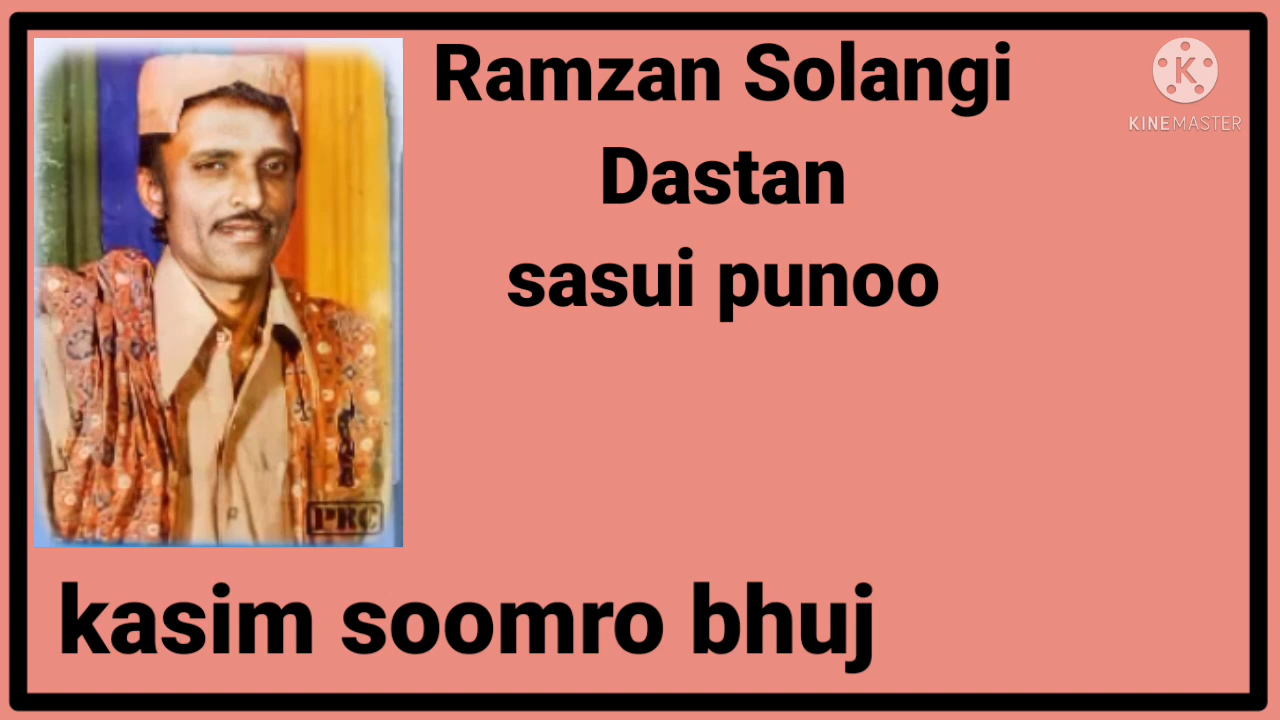 Ramzan Solangi
Dastan
sasui punoo
K
KINEMASTER
PRC
kasim soomro bhuj